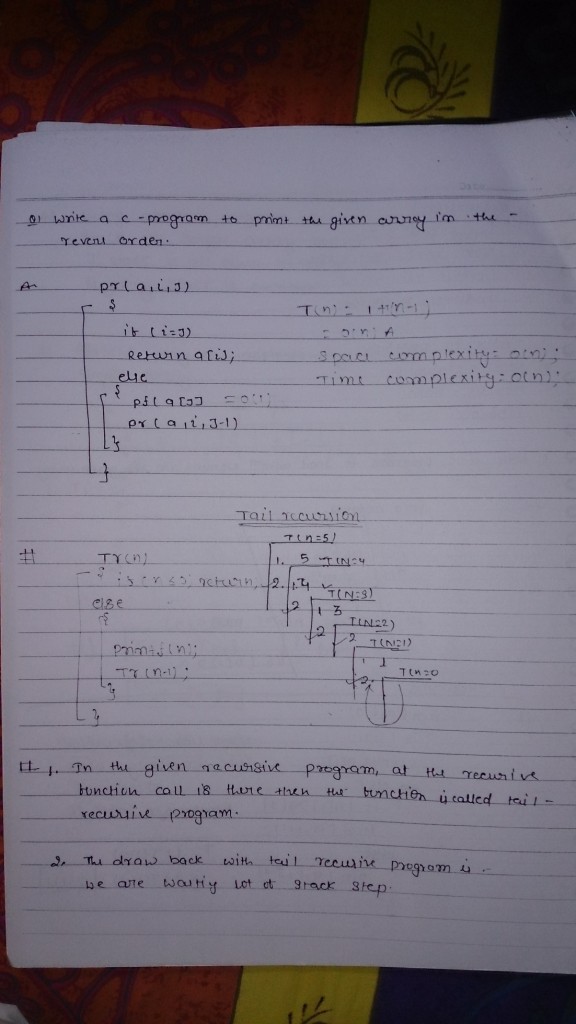 Q1 write a c-program to print the given array in the -
revers order.
A pr(a,i,J)
{
T(n) = 1+(n-1)
if (i=J)
= O(n) A
Return a[i];
Space complexity = O(n);
else
Time complexity: O(n);
{ pf(a[J] = O(1)
pr(a,i,J-1)
}
}
Tail recursion
T(n=5)
# Tr(n)
1. 5 T(N=4
{ if (n≤0) return;
2. 1. 4 T(N=3)
else
2 1 3
{
2 T(N=2)
2 T(N=1)
printf(n);
1 1
Tr(n-1);
2. T(n=0
}
}
# 1. In the given recursive program, at the recurive
function call is there then the function is called tail-
recursive program.
2. The draw back with tail recursive program is -
we are lot of stack step.